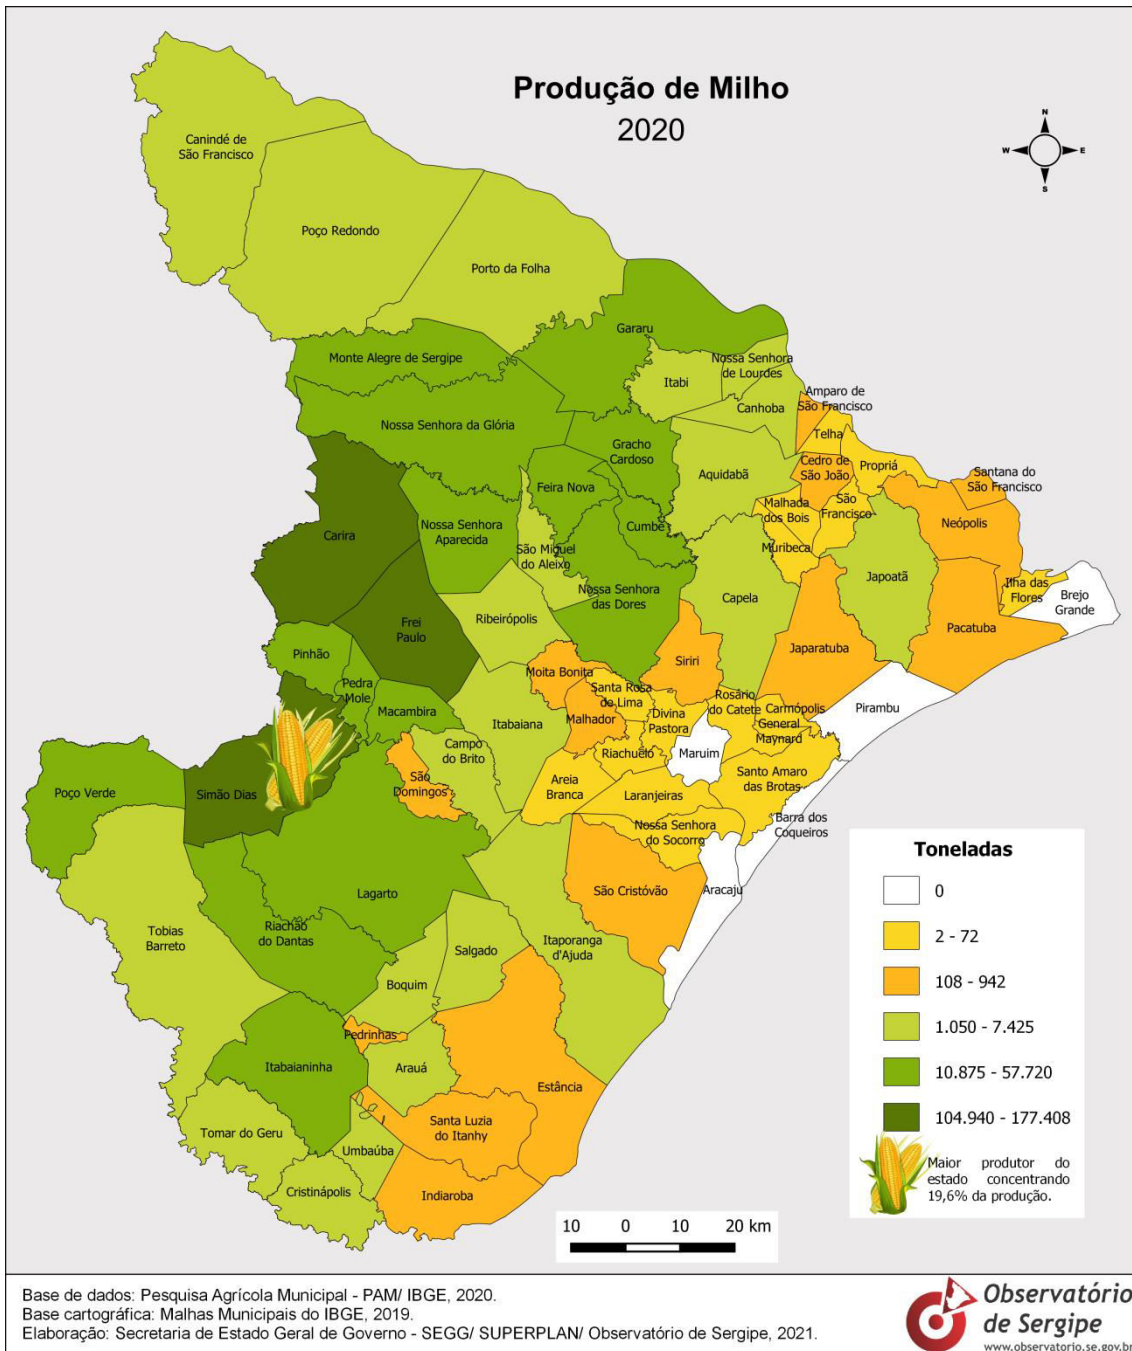 Produção de Milho
2020
N
W
E
S
Canindé de
São Francisco
Poço Redondo
Porto da Folha
Gararu
Monte Alegre de Sergipe
Nossa Senhora
de Lourdes
Itabi
Amparo de
São Francisco
Canhoba
Nossa Senhora da Glória
Telha
Gracho
Cardoso
Cedro de
São João
Propriá
Aquidabã
Santana do
São Francisco
Feira Nova
Malhada
dos Bois
São
Francisco
Neópolis
Carira
Nossa Senhora
Aparecida
Cumbe
São Miguel
do Aleixo
Muribeca
Japoatã
Ilha das
Flores
Brejo
Grande
Nossa Senhora
das Dores
Capela
Ribeirópolis
Frei
Paulo
Pacatuba
Japaratuba
Pinhão
Siriri
Moita Bonita
Pedra
Mole
Santa Rosa
de Lima
Rosário
do Catete
Carmópolis
Pirambu
Macambira
Malhador
Divina
Pastora
General
Maynard
Itabaiana
Campo
do Brito
Riachuelo
Maruim
São
Domingos
Areia
Branca
Santo Amaro
das Brotas
Poço Verde
Simão Dias
Laranjeiras
Nossa Senhora
do Socorro
Barra dos
Coqueiros
São Cristóvão
Aracaju
Lagarto
Tobias
Barreto
Riachão
do Dantas
Itaporanga
d'Ajuda
Salgado
Boquim
Pedrinhas
Itabaianinha
Arauá
Estância
Santa Luzia
do Itanhy
Tomar do Geru
Umbaúba
Cristinápolis
Indiaroba
Toneladas
0
2 - 72
108 - 942
1.050 - 7.425
10.875 - 57.720
104.940 - 177.408
Maior produtor do
estado concentrando
19,6% da produção.
10 0 10 20 km
Base de dados: Pesquisa Agrícola Municipal - PAM/ IBGE, 2020.
Base cartográfica: Malhas Municipais do IBGE, 2019.
Elaboração: Secretaria de Estado Geral de Governo - SEGG/ SUPERPLAN/ Observatório de Sergipe, 2021.
Observatório
de Sergipe
www.observatorio.se.gov.br